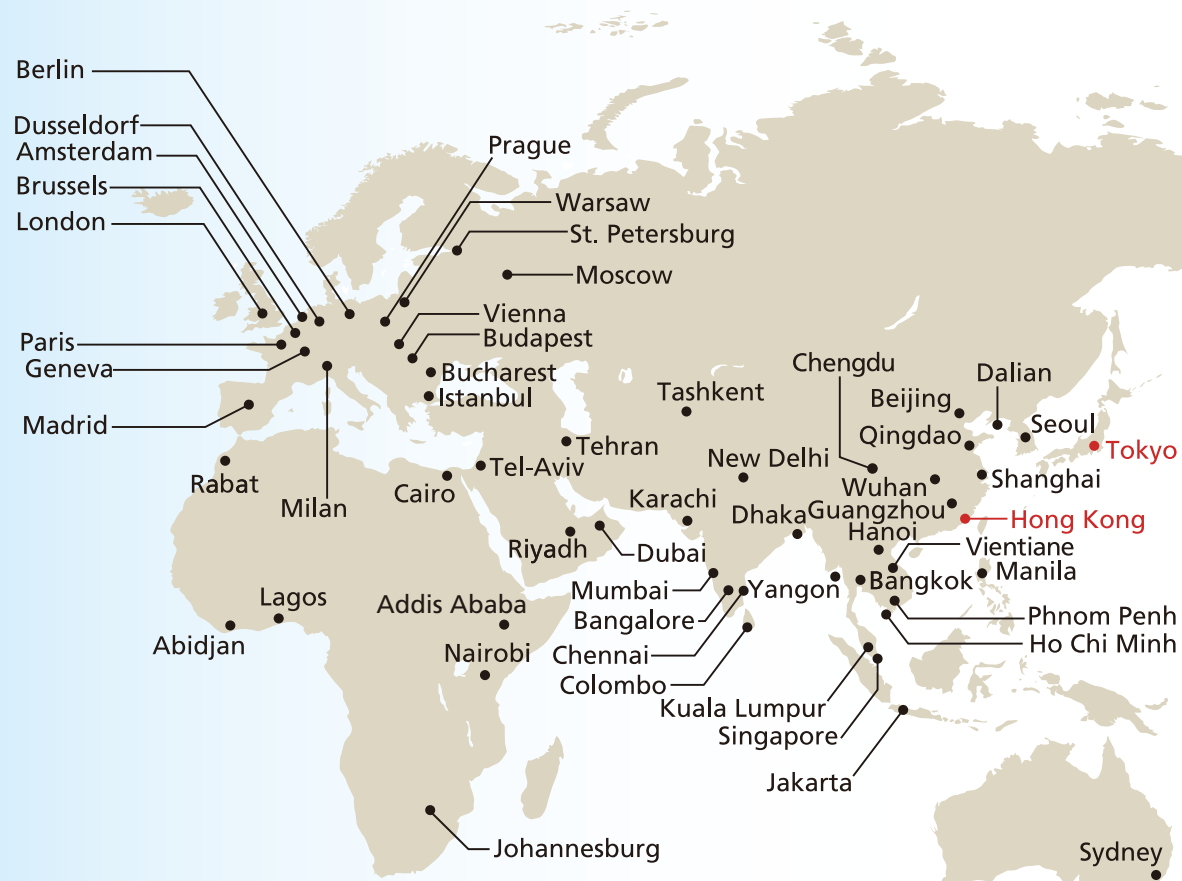 Berlin
Dusseldorf
Amsterdam
Brussels
London
Prague
Warsaw
St. Petersburg
Moscow
Paris
Geneva
Madrid
Vienna
Budapest
Bucharest
Istanbul
Chengdu
Dalian
Tashkent
Beijing
Seoul
Qingdao
Tokyo
Tehran
Tel-Aviv
New Delhi
Rabat
Milan
Cairo
Karachi
Wuhan
Shanghai
Dhaka
Guangzhou
Hong Kong
Hanoi
Riyadh
Dubai
Vientiane
Manila
Mumbai
Yangon
Bangkok
Lagos
Addis Ababa
Bangalore
Phnom Penh
Abidjan
Nairobi
Chennai
Ho Chi Minh
Colombo
Kuala Lumpur
Singapore
Jakarta
Johannesburg
Sydney